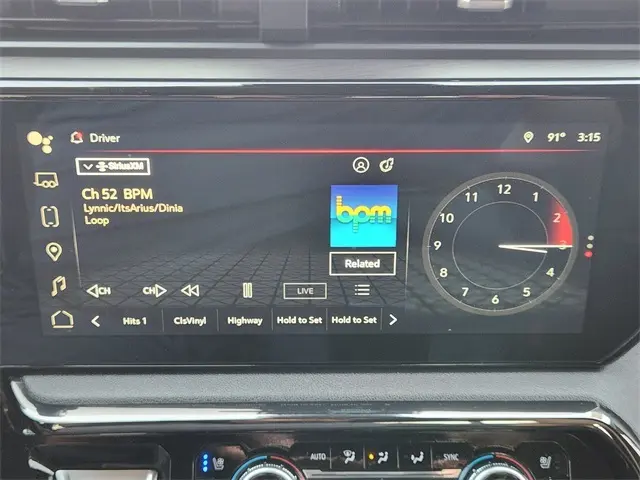 Driver
91° 3:15
SiriusXM
Ch 52 BPM
Lynnic/ItsArius/Dinia
Loop
bpm
Related
CH CH LIVE
Hits 1 ClsVinyl Highway Hold to Set Hold to Set
12
1
2
3
4
5
6
7
8
9
10
11
AUTO SYNC